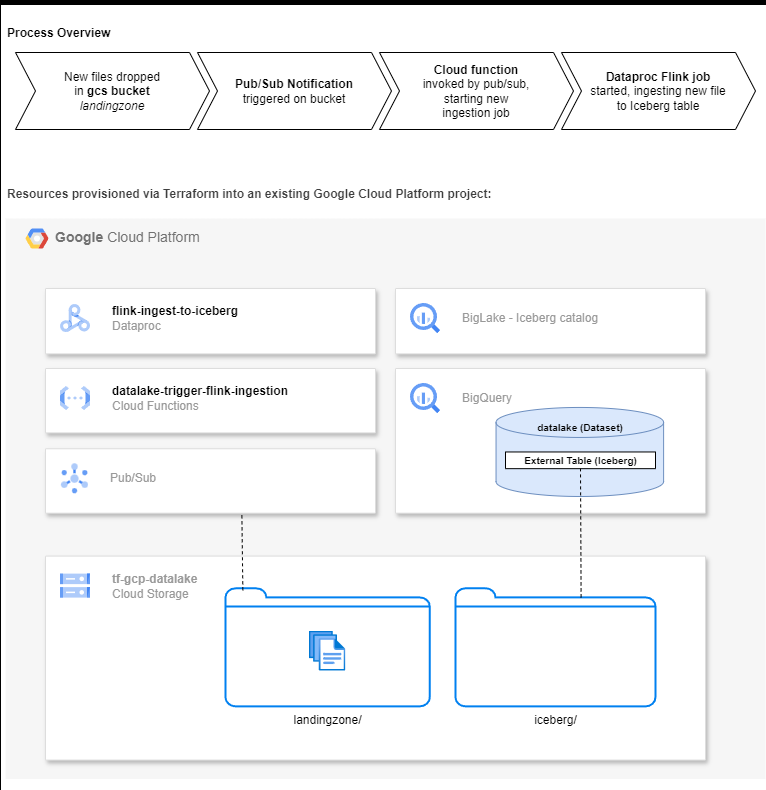 Process Overview
New files dropped
in gcs bucket
landingzone
Pub/Sub Notification
triggered on bucket
Cloud function
invoked by pub/sub,
starting new
ingestion job
Dataproc Flink job
started, ingesting new file
to Iceberg table
Resources provisioned via Terraform into an existing Google Cloud Platform project:
Google Cloud Platform
flink-ingest-to-iceberg
Dataproc
BigLake - Iceberg catalog
datalake-trigger-flink-ingestion
Cloud Functions
BigQuery
datalake (Dataset)
External Table (Iceberg)
Pub/Sub
tf-gcp-datalake
Cloud Storage
landingzone/
iceberg/